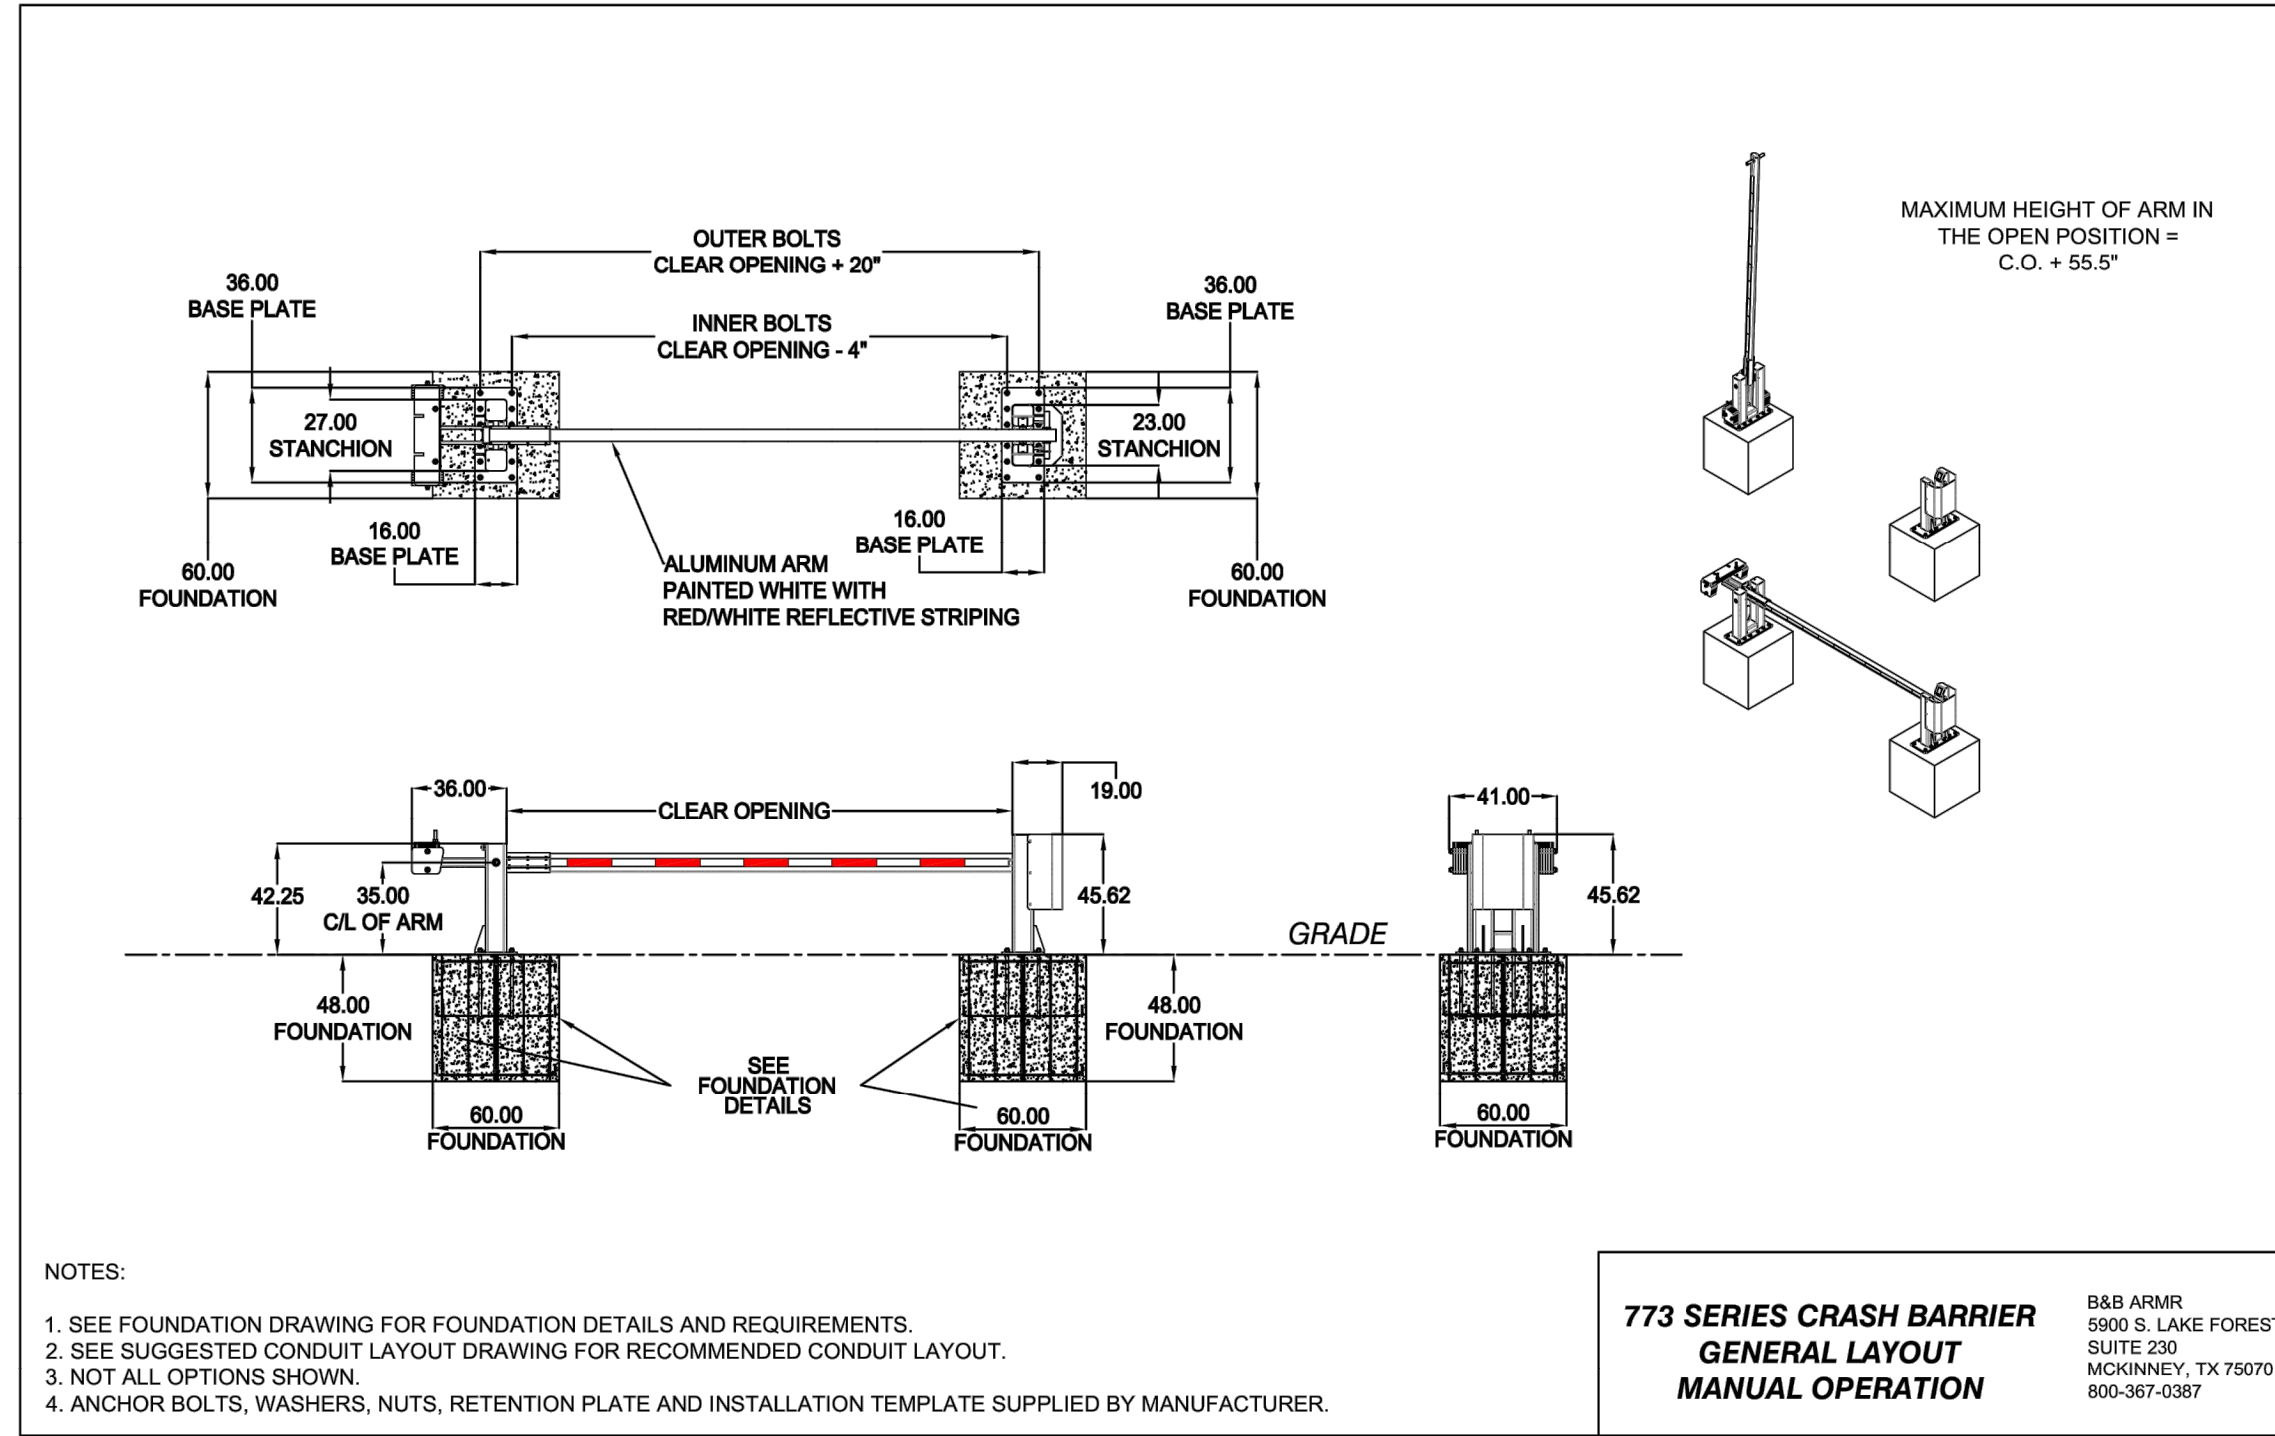 MAXIMUM HEIGHT OF ARM IN
THE OPEN POSITION =
C.O. + 55.5"
OUTER BOLTS
CLEAR OPENING + 20"
36.00
BASE PLATE
36.00
BASE PLATE
INNER BOLTS
CLEAR OPENING - 4"
27.00
STANCHION
23.00
STANCHION
16.00
BASE PLATE
16.00
BASE PLATE
60.00
FOUNDATION
ALUMINUM ARM
PAINTED WHITE WITH
RED/WHITE REFLECTIVE STRIPING
60.00
FOUNDATION
36.00
CLEAR OPENING
19.00
41.00
42.25
35.00
C/L OF ARM
45.62
45.62
GRADE
48.00
FOUNDATION
48.00
FOUNDATION
SEE
FOUNDATION
DETAILS
60.00
FOUNDATION
60.00
FOUNDATION
60.00
FOUNDATION
NOTES:
1. SEE FOUNDATION DRAWING FOR FOUNDATION DETAILS AND REQUIREMENTS.
2. SEE SUGGESTED CONDUIT LAYOUT DRAWING FOR RECOMMENDED CONDUIT LAYOUT.
3. NOT ALL OPTIONS SHOWN.
4. ANCHOR BOLTS, WASHERS, NUTS, RETENTION PLATE AND INSTALLATION TEMPLATE SUPPLIED BY MANUFACTURER.
773 SERIES CRASH BARRIER
GENERAL LAYOUT
MANUAL OPERATION
B&B ARMR
5900 S. LAKE FOREST
SUITE 230
MCKINNEY, TX 75070
800-367-0387